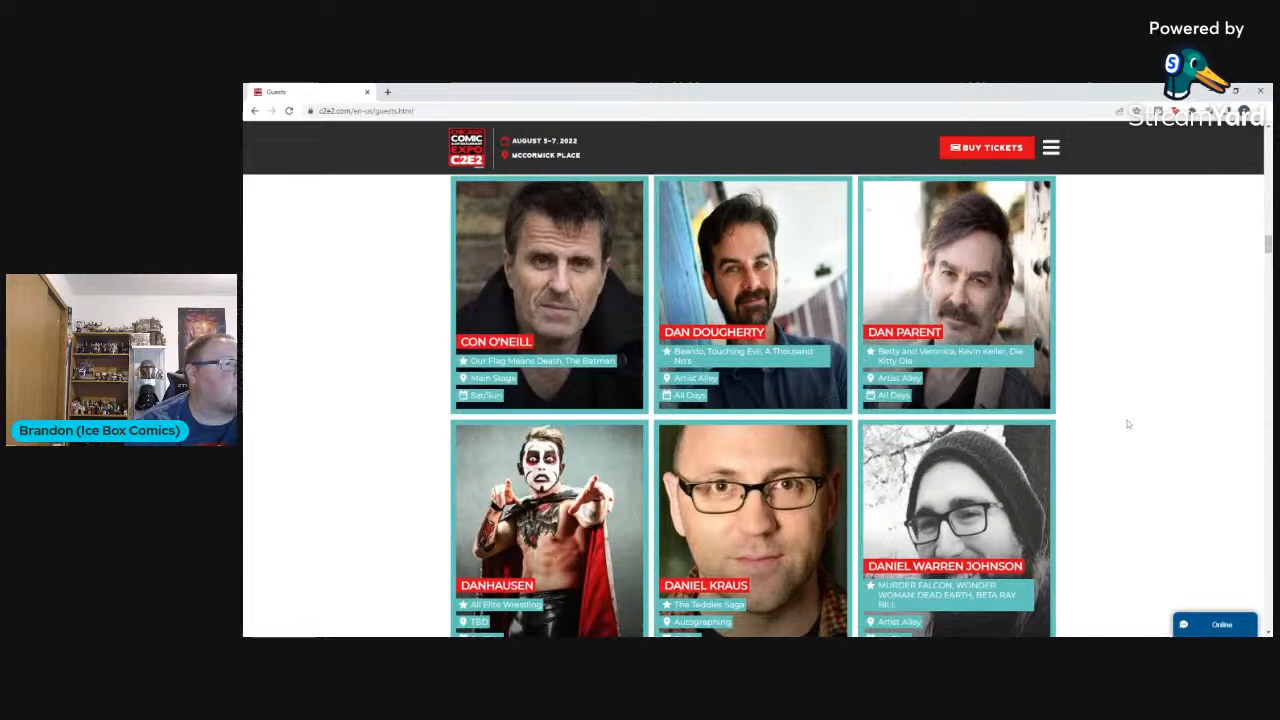 Powered by
StreamYard
Guests
c2e2.com/en-us/guests.html
CHICAGO
COMIC
& ENTERTAINMENT
EXPO
C2E2
AUGUST 5-7, 2022
MCCORMICK PLACE
BUY TICKETS
CON O'NEILL
Our Flag Means Death, The Batman
Main Stage
Sat/Sun
DAN DOUGHERTY
Beardo, Touching Evil, A Thousand
No's
Artist Alley
All Days
DAN PARENT
Betty and Veronica, Kevin Keller, Die
Kitty Die
Artist Alley
All Days
Brandon (Ice Box Comics)
DANHAUSEN
All Elite Wrestling
TBD
DANIEL KRAUS
The Teddies Saga
Autographing
DANIEL WARREN JOHNSON
MURDER FALCON, WONDER
WOMAN: DEAD EARTH, BETA RAY
BILL
Artist Alley
Online